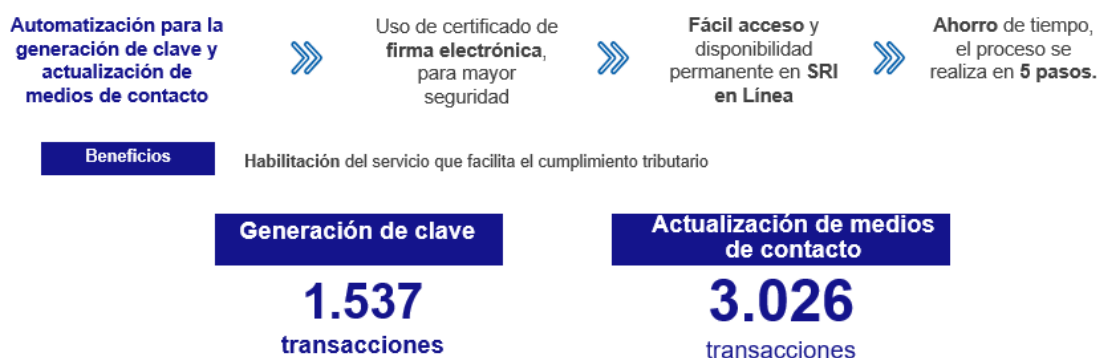 Automatización para la
generación de clave y
actualización de
medios de contacto
Uso de certificado de
firma electrónica,
para mayor
seguridad
Fácil acceso y
disponibilidad
permanente en SRI
en Línea
Ahorro de tiempo,
el proceso se
realiza en 5 pasos.
Beneficios
Habilitación del servicio que facilita el cumplimiento tributario
Generación de clave
1.537
transacciones
Actualización de medios
de contacto
3.026
transacciones